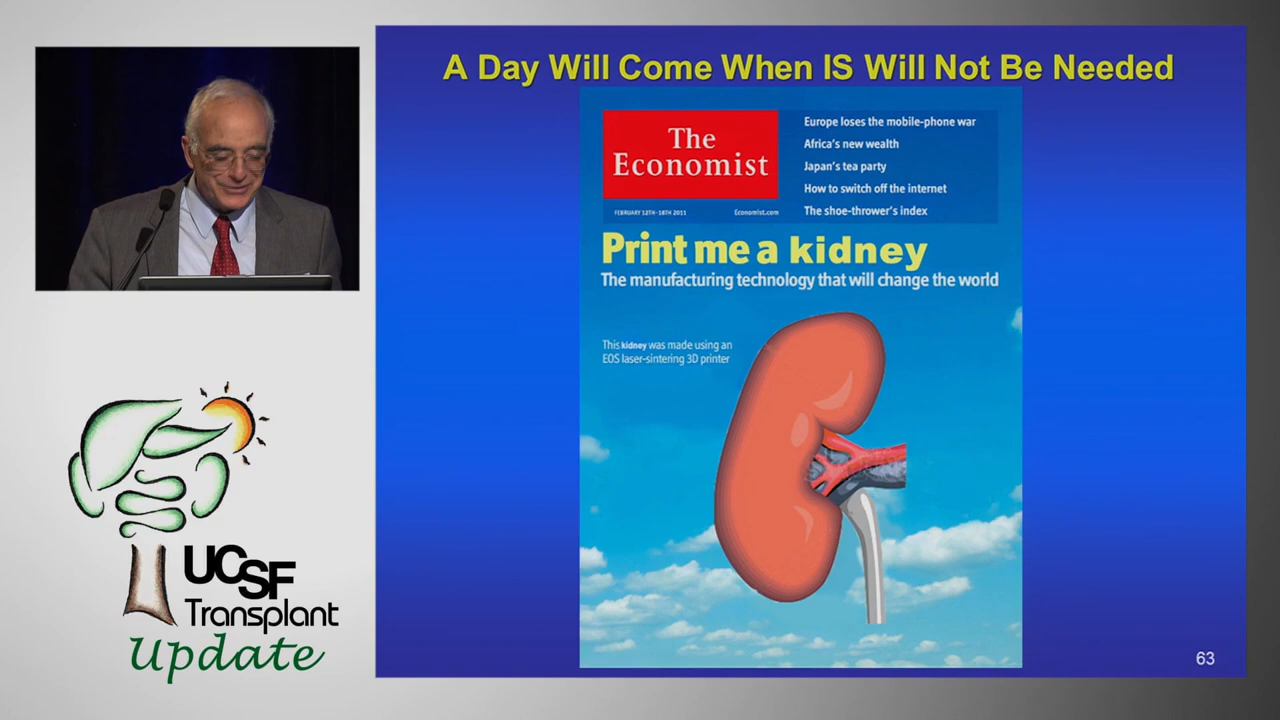 A Day Will Come When IS Will Not Be Needed
The
Economist
FEBRUARY 12TH-18TH 2011 Economist.com
Europe loses the mobile-phone war
Africa's new wealth
Japan's tea party
How to switch off the internet
The shoe-thrower's index
Print me a kidney
The manufacturing technology that will change the world
This kidney was made using an
EOS laser-sintering 3D printer
UCSF
Transplant
Update
63